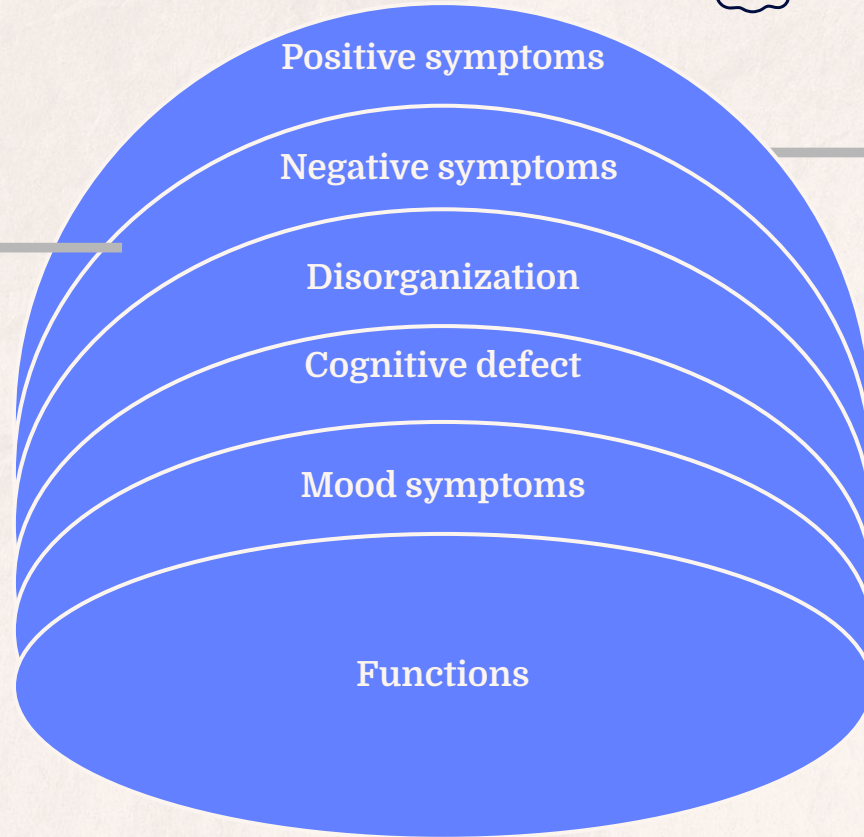 Positive symptoms
Negative symptoms
Disorganization
Cognitive defect
Mood symptoms
Functions